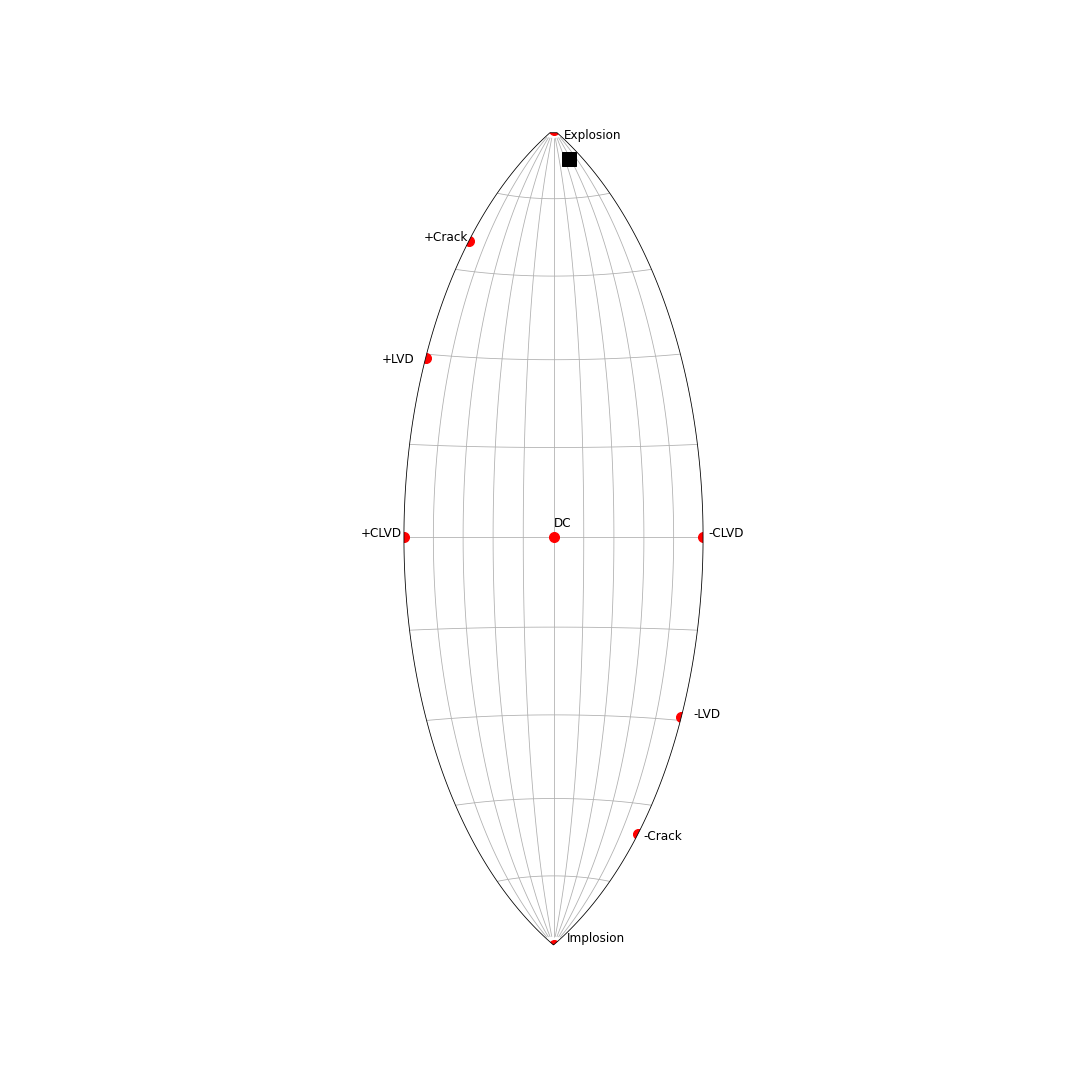 Explosion
+Crack
+LVD
DC
+CLVD
-CLVD
-LVD
-Crack
Implosion